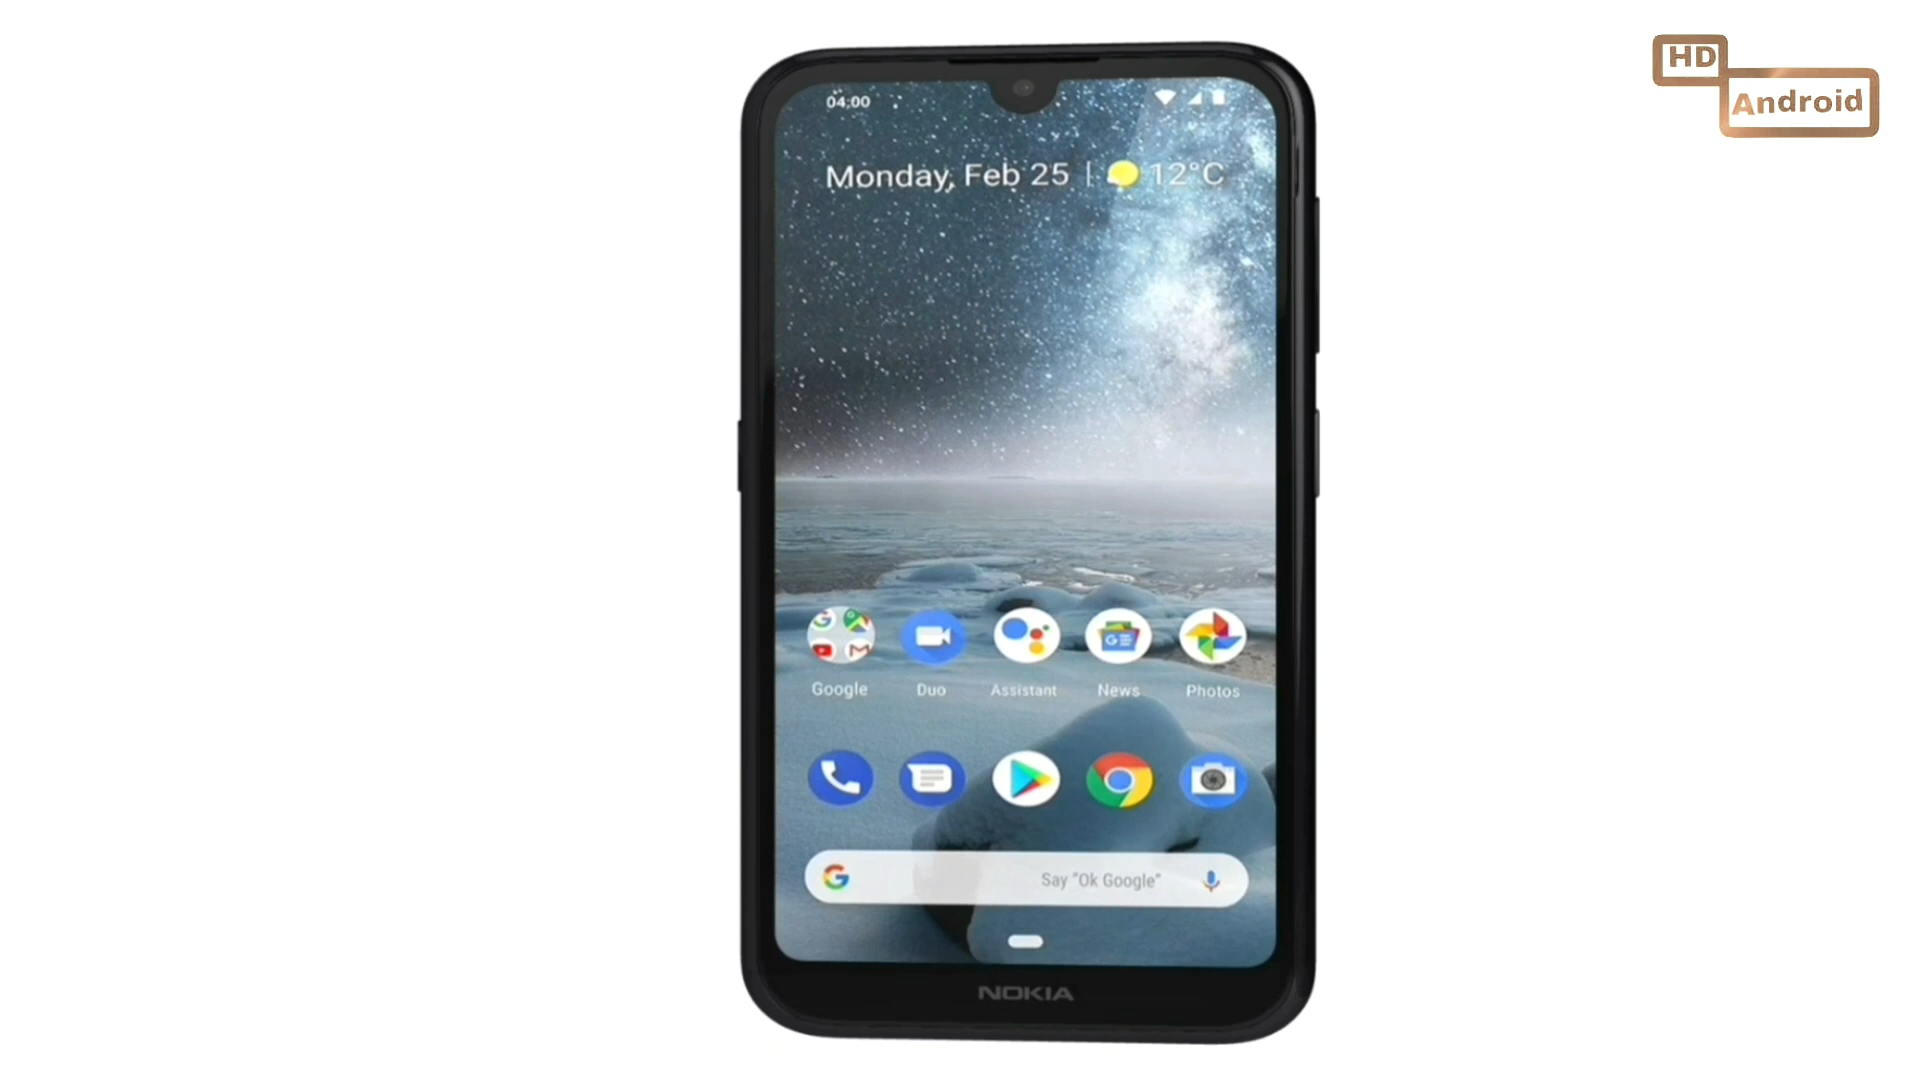 HD
Android
04:00
Monday, Feb 25 | 12°C
Google Duo Assistant News Photos
Say "Ok Google"
NOKIA